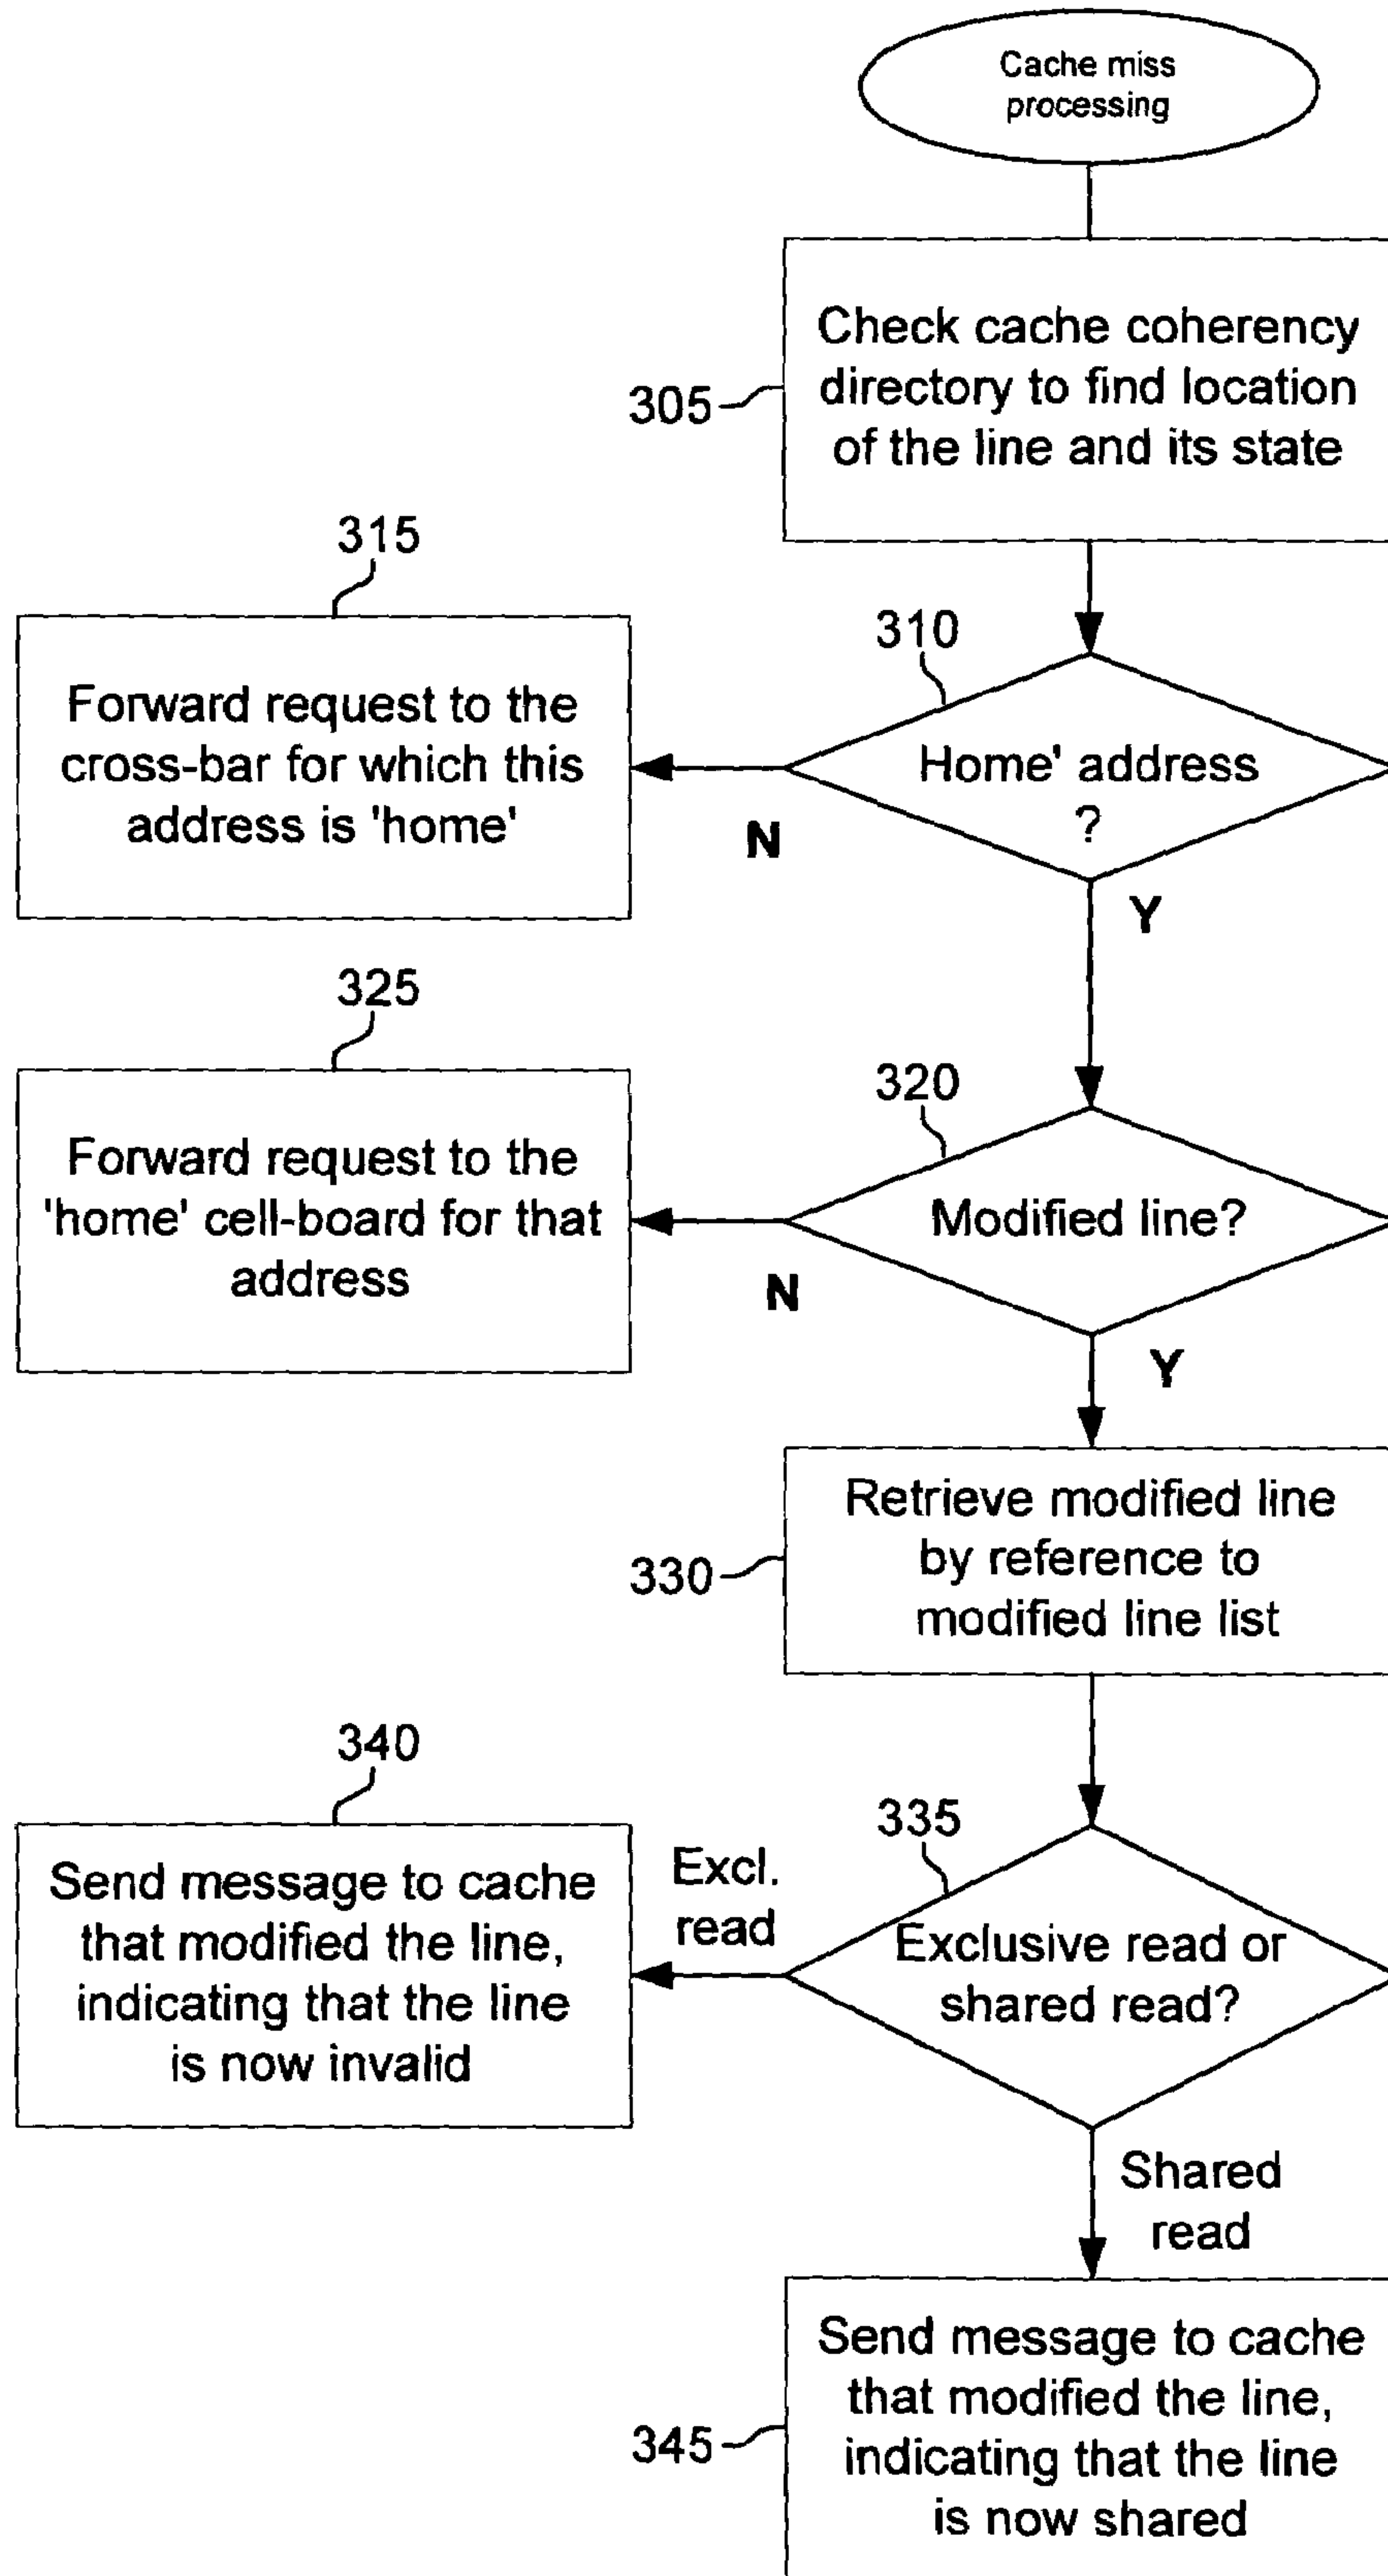 Cache miss
processing
305
Check cache coherency
directory to find location
of the line and its state
310
Home' address
?
N
Y
315
Forward request to the
cross-bar for which this
address is 'home'
320
Modified line?
N
Y
325
Forward request to the
'home' cell-board for that
address
330
Retrieve modified line
by reference to
modified line list
335
Exclusive read or
shared read?
Excl.
read
Shared
read
340
Send message to cache
that modified the line,
indicating that the line
is now invalid
345
Send message to cache
that modified the line,
indicating that the line
is now shared